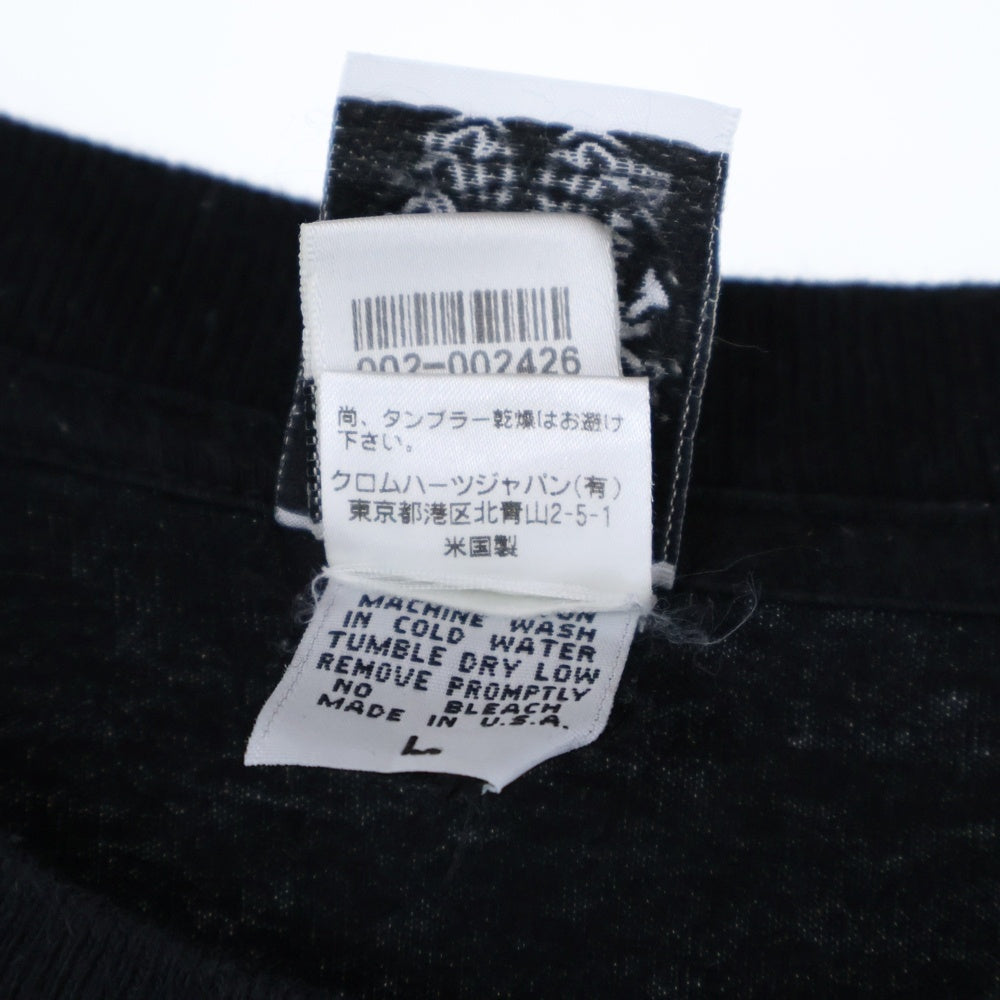 002-002426
尚、タンブラー乾燥はお避け
下さい。
クロムハーツジャパン(有)
東京都港区北青山2-5-1
米国製
MACHINE
IN COLD WASH
TUMBLE WATER
REMOVE DRY LOW
NO PROMPTLY
MADE BLEACH
IN U.S.A.
L